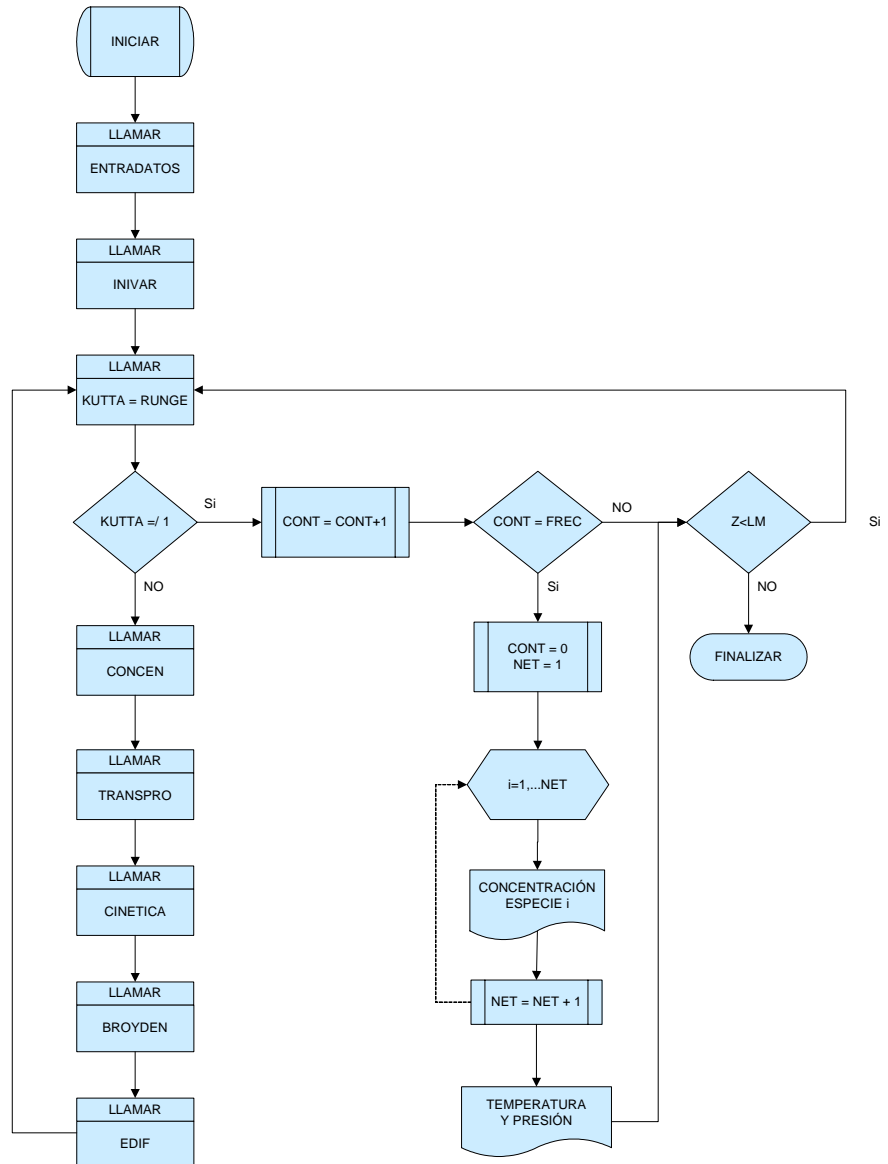 INICIAR
LLAMAR
ENTRADATOS
LLAMAR
INIVAR
LLAMAR
KUTTA = RUNGE
KUTTA =/ 1
Si
CONT = CONT+1
CONT = FREC
NO
Z<LM
Si
NO
Si
NO
FINALIZAR
LLAMAR
CONCEN
CONT = 0
NET = 1
LLAMAR
TRANSPRO
i=1,...NET
LLAMAR
CINETICA
CONCENTRACIÓN
ESPECIE i
LLAMAR
BROYDEN
NET = NET + 1
LLAMAR
EDIF
TEMPERATURA
Y PRESIÓN